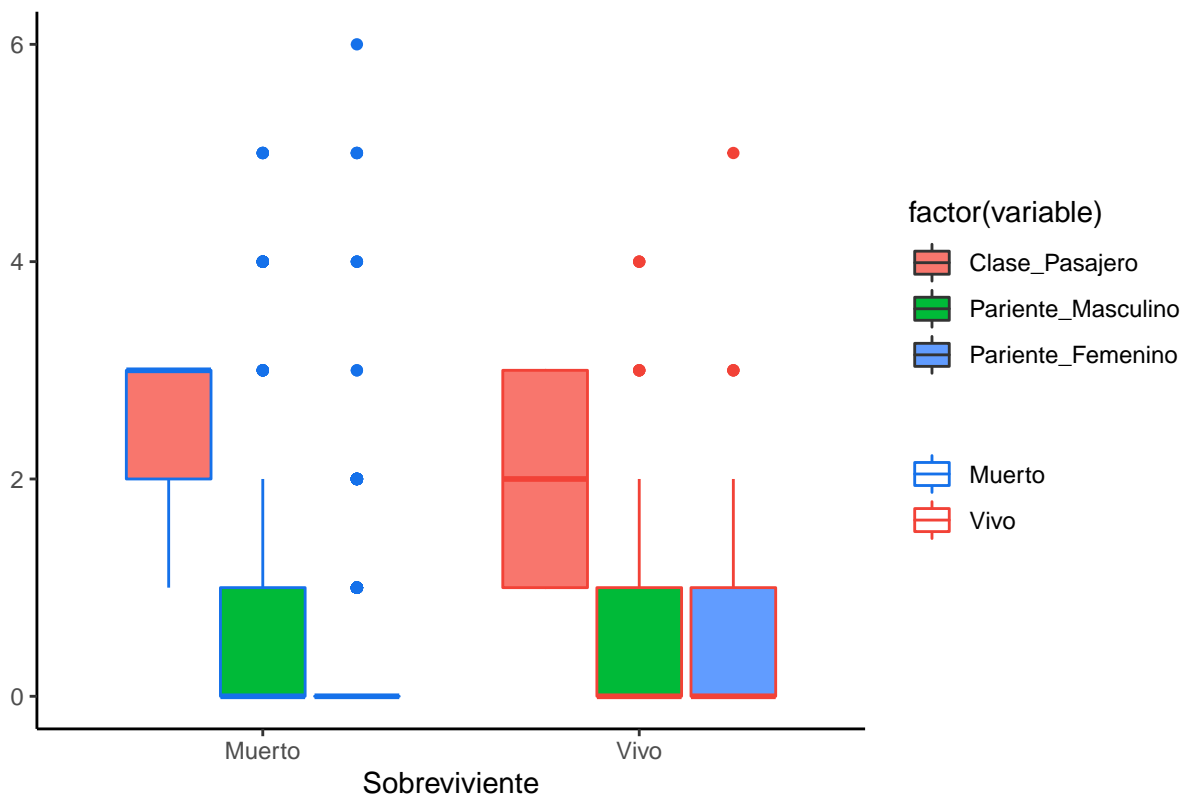 6
4
2
0
Muerto
Vivo
Sobreviviente
factor(variable)
Clase_Pasajero
Pariente_Masculino
Pariente_Femenino
Muerto
Vivo